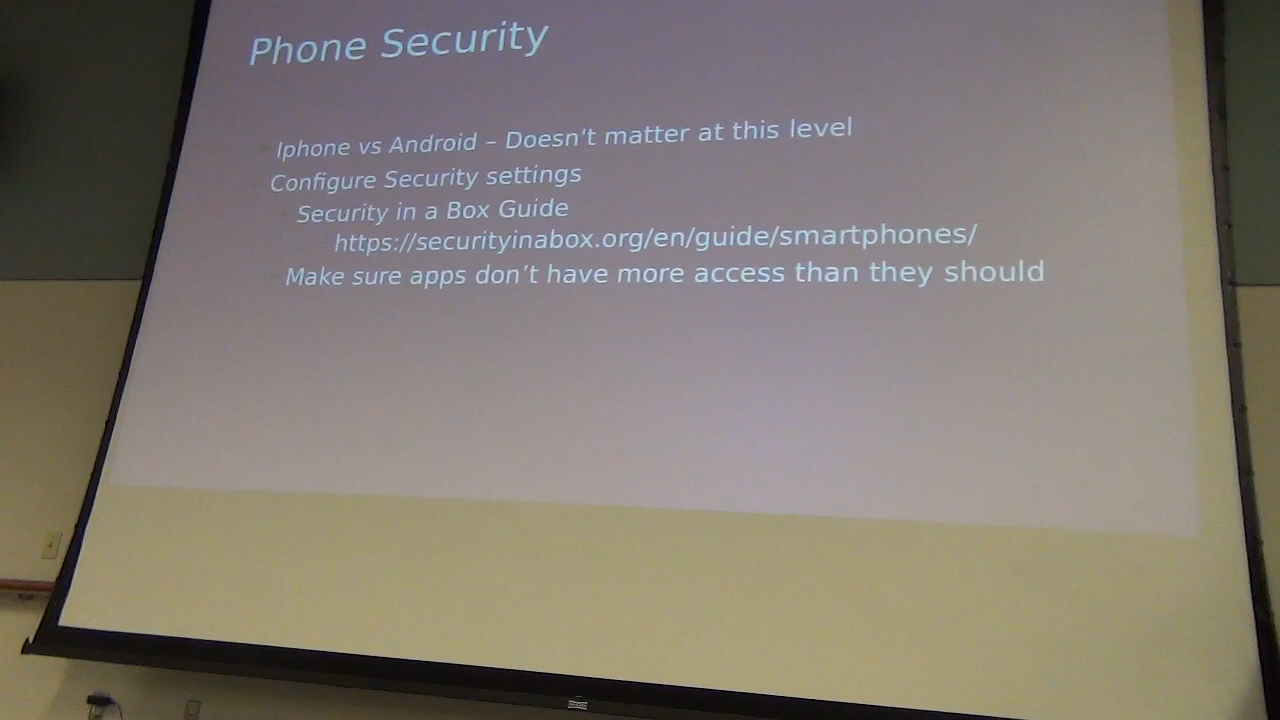 Phone Security
Iphone vs Android – Doesn't matter at this level
Configure Security settings
Security in a Box Guide
https://securityinabox.org/en/guide/smartphones/
Make sure apps don’t have more access than they should